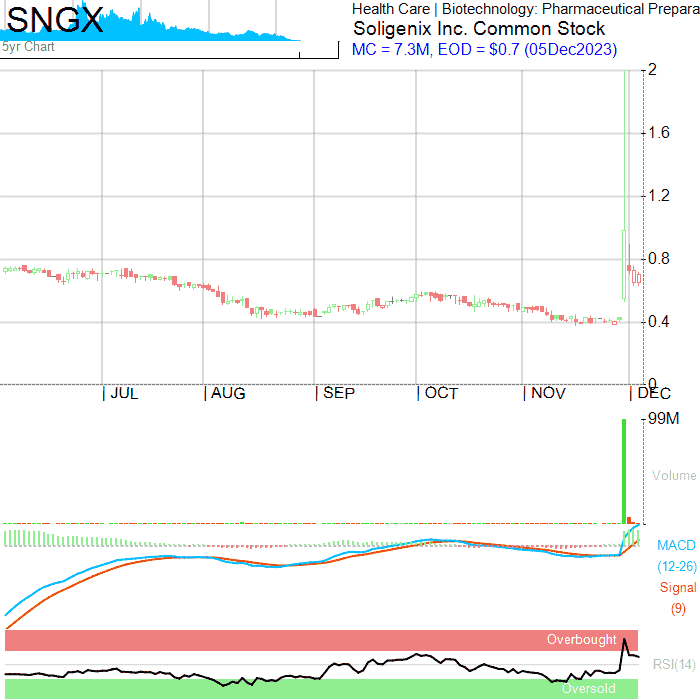 SNGX
5yr Chart
Health Care | Biotechnology: Pharmaceutical Prepara
Soligenix Inc. Common Stock
MC = 7.3M, EOD = $0.7 (05Dec2023)
2
1.6
1.2
0.8
0.4
0
JUL
AUG
SEP
OCT
NOV
DEC
99M
Volume
MACD
(12-26)
Signal
(9)
Overbought
RSI(14)
Oversold